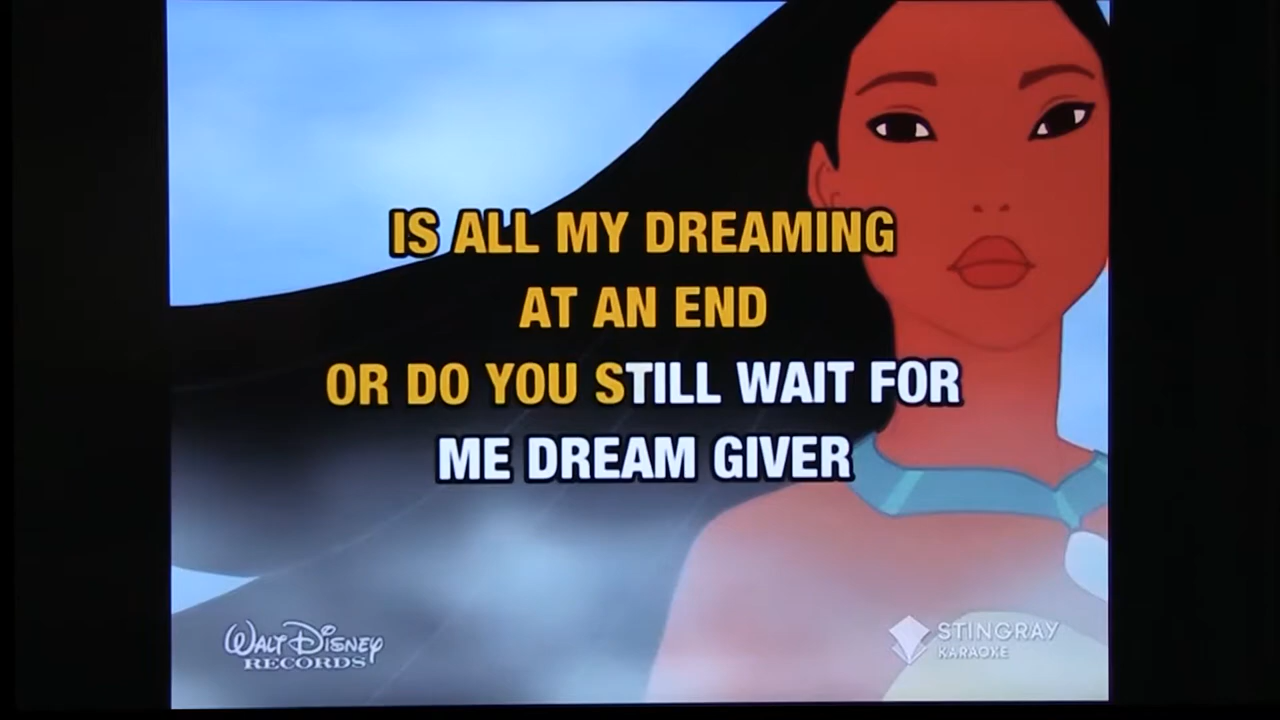 IS ALL MY DREAMING
AT AN END
OR DO YOU STILL WAIT FOR
ME DREAM GIVER
WALT DISNEY
RECORDS
STINGRAY
KARAOKE